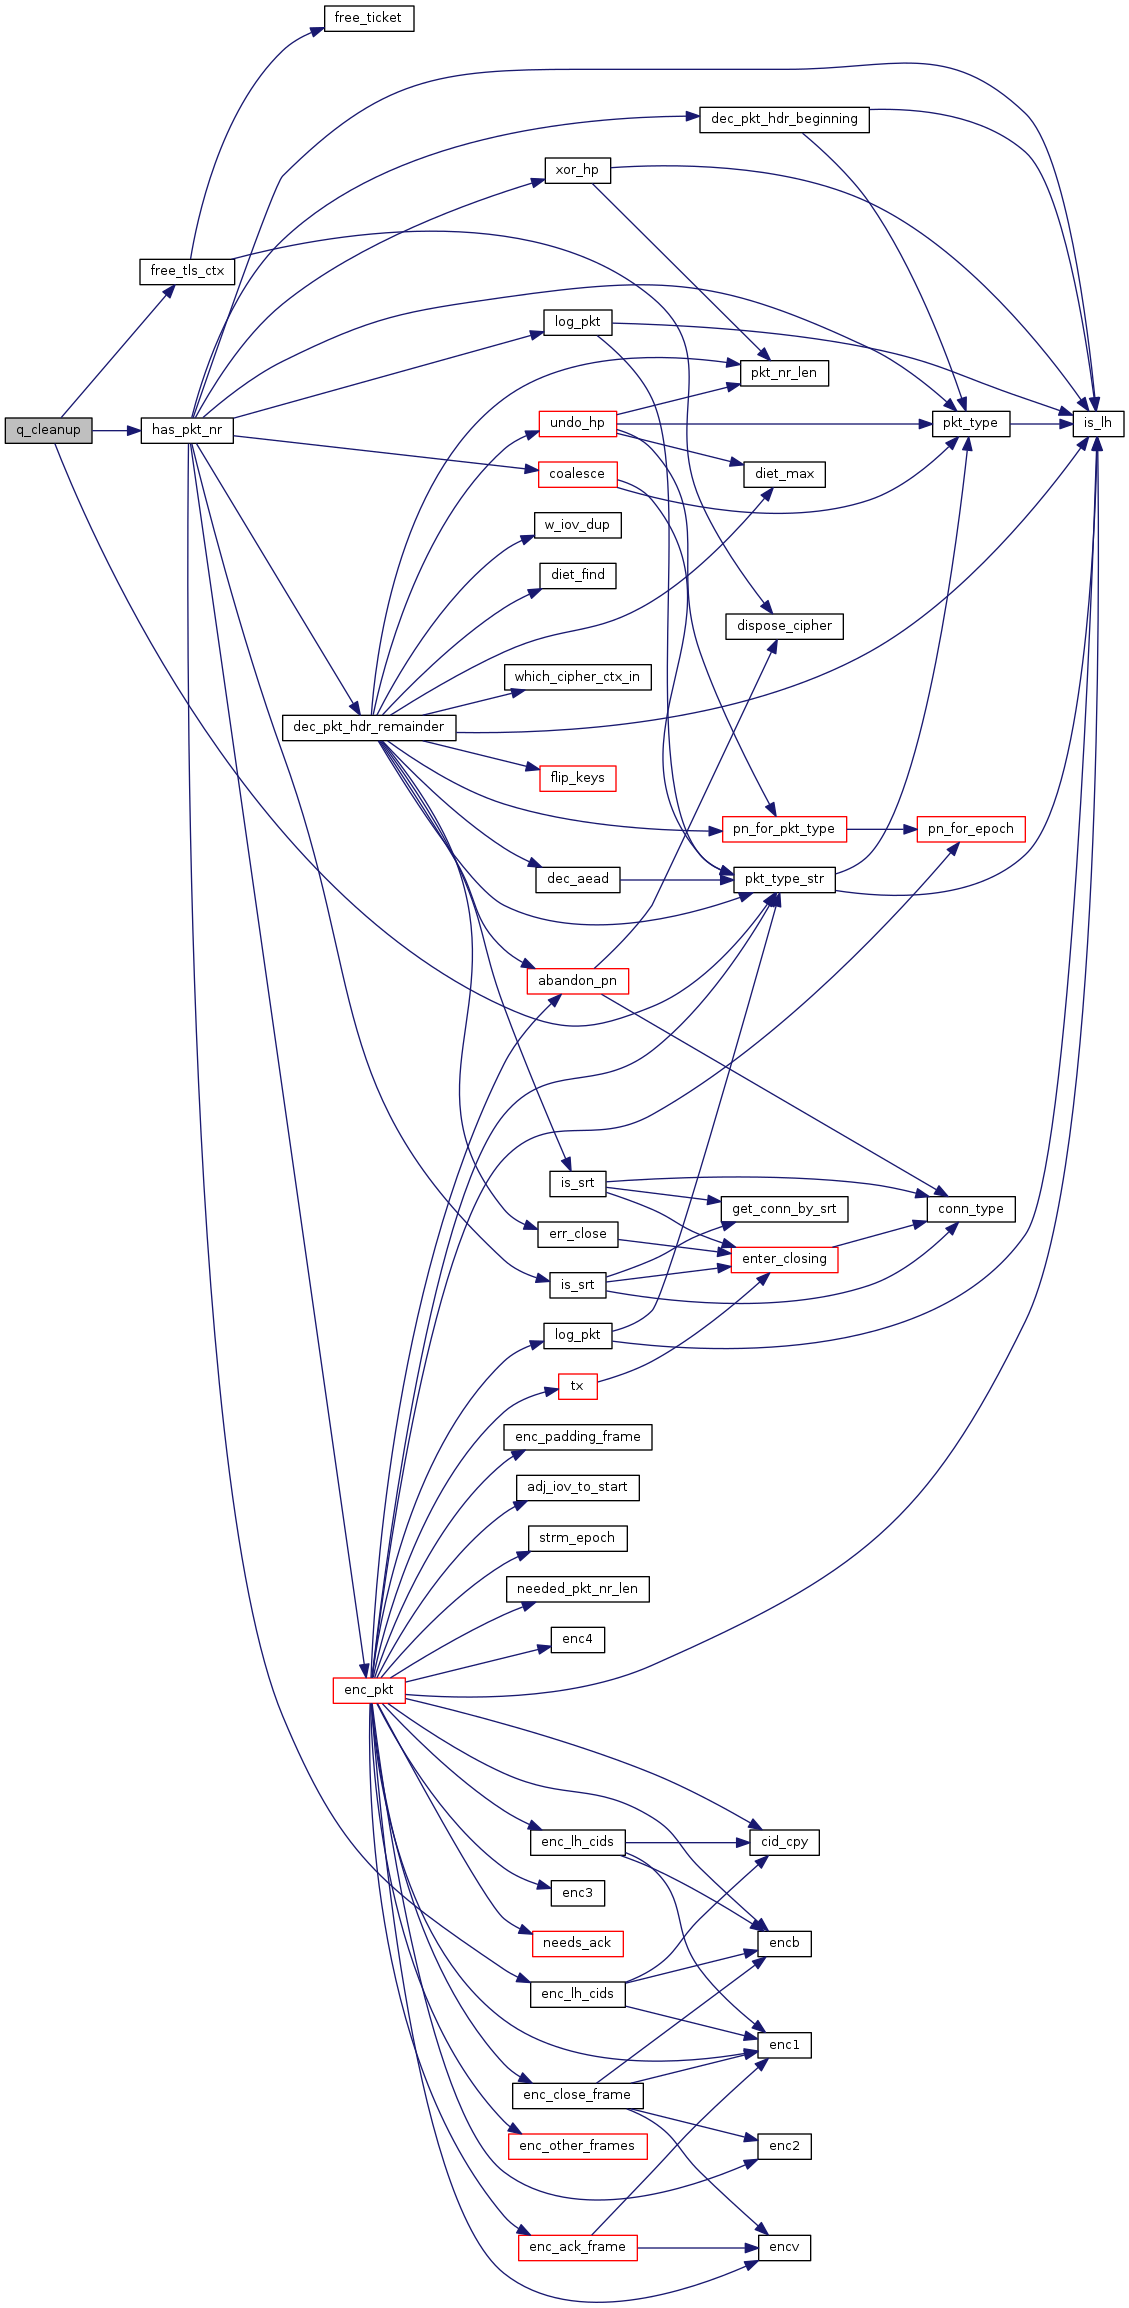 free_ticket
dec_pkt_hdr_beginning
xor_hp
free_tls_ctx
log_pkt
pkt_nr_len
q_cleanup
has_pkt_nr
undo_hp
pkt_type
is_lh
coalesce
diet_max
w_iov_dup
diet_find
dispose_cipher
which_cipher_ctx_in
dec_pkt_hdr_remainder
flip_keys
pn_for_pkt_type
pn_for_epoch
dec_aead
pkt_type_str
abandon_pn
is_srt
get_conn_by_srt
conn_type
err_close
enter_closing
is_srt
log_pkt
tx
enc_padding_frame
adj_iov_to_start
strm_epoch
needed_pkt_nr_len
enc4
enc_pkt
enc_lh_cids
cid_cpy
enc3
needs_ack
encb
enc_lh_cids
enc1
enc_close_frame
enc_other_frames
enc2
enc_ack_frame
encv